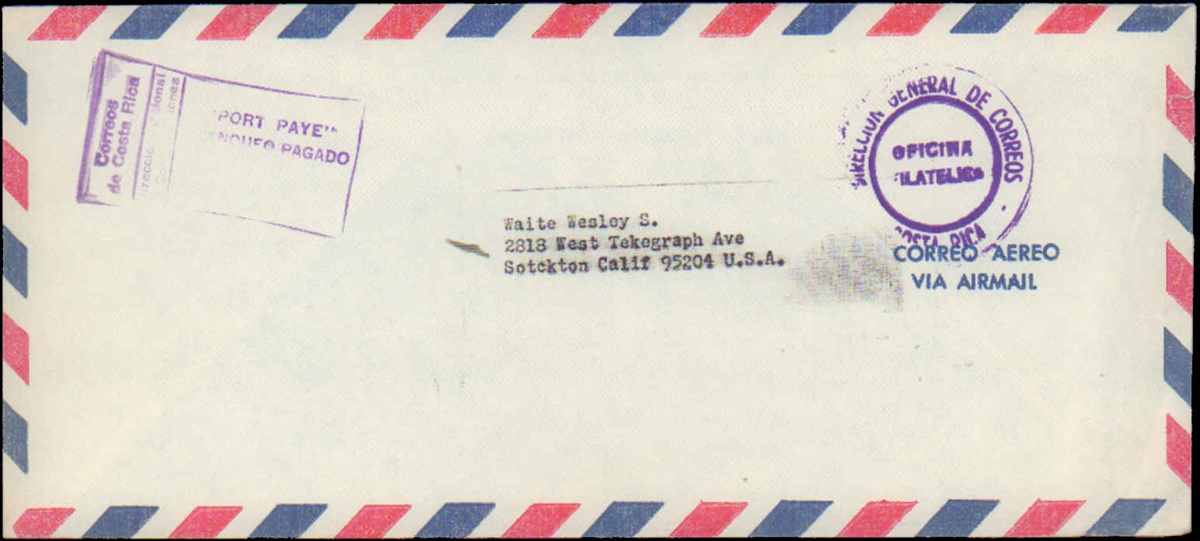 Correos
de Costa Rica
"PORT PAYE"
PAGADO
DIRECCION GENERAL DE CORREOS
OFICINA
FILATELICA
COSTA RICA
CORREO AEREO
VIA AIRMAIL
Waite Wesley S.
2818 West Tekegraph Ave
Sotckton Calif 95204 U.S.A.